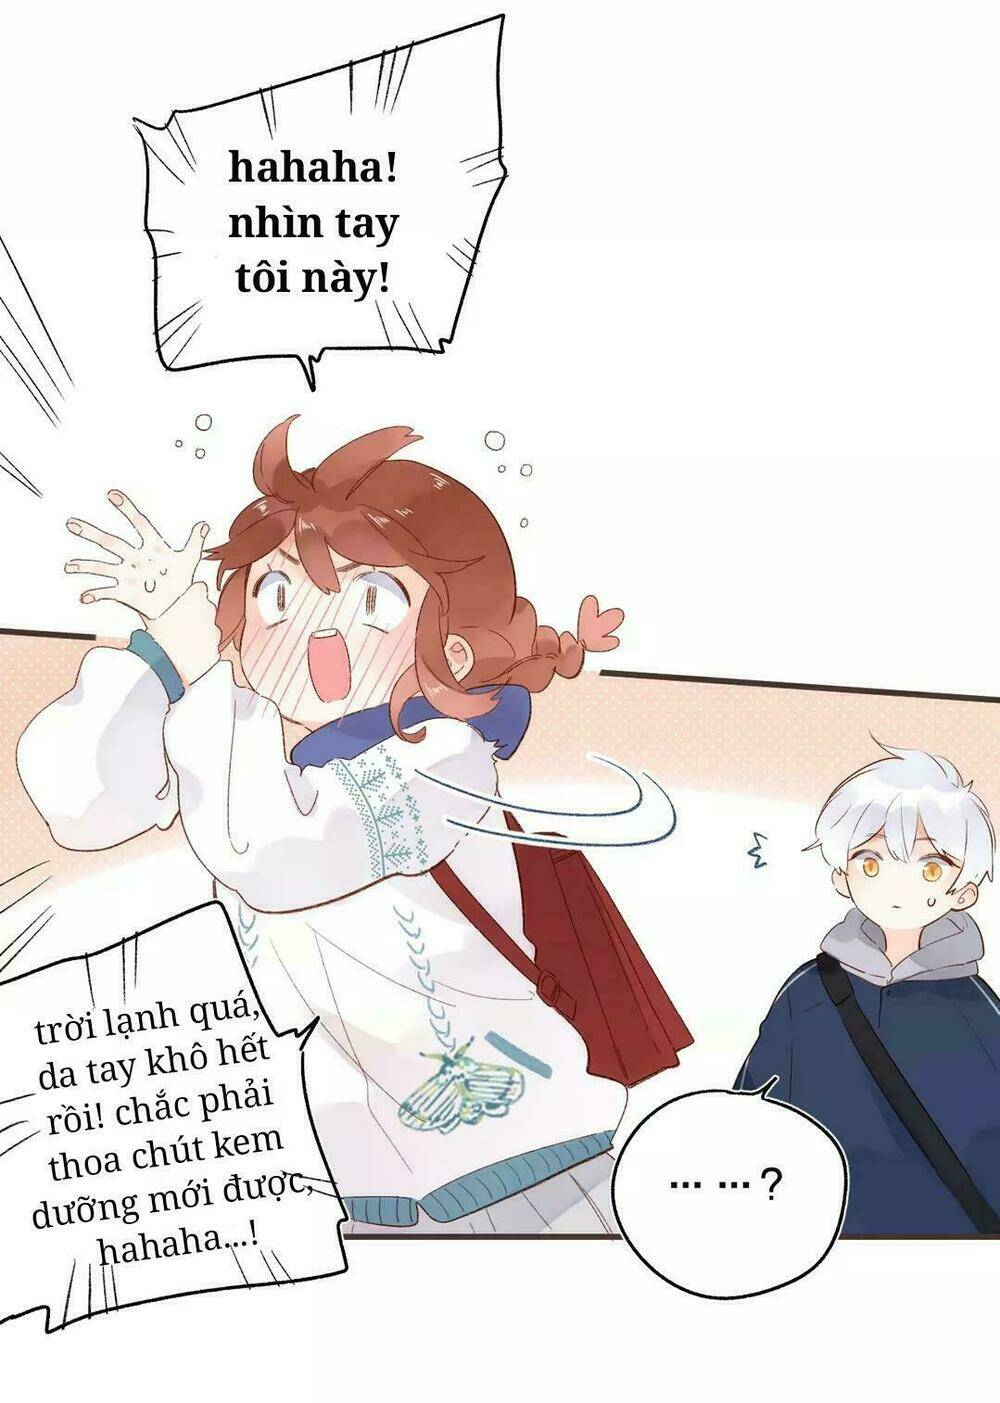 hahaha!
nhìn tay
tôi này!
trời lạnh quá,
da tay khô hết
rồi! chắc phải
thoa chút kem
dưỡng mới được,
hahaha...!
... ... ?